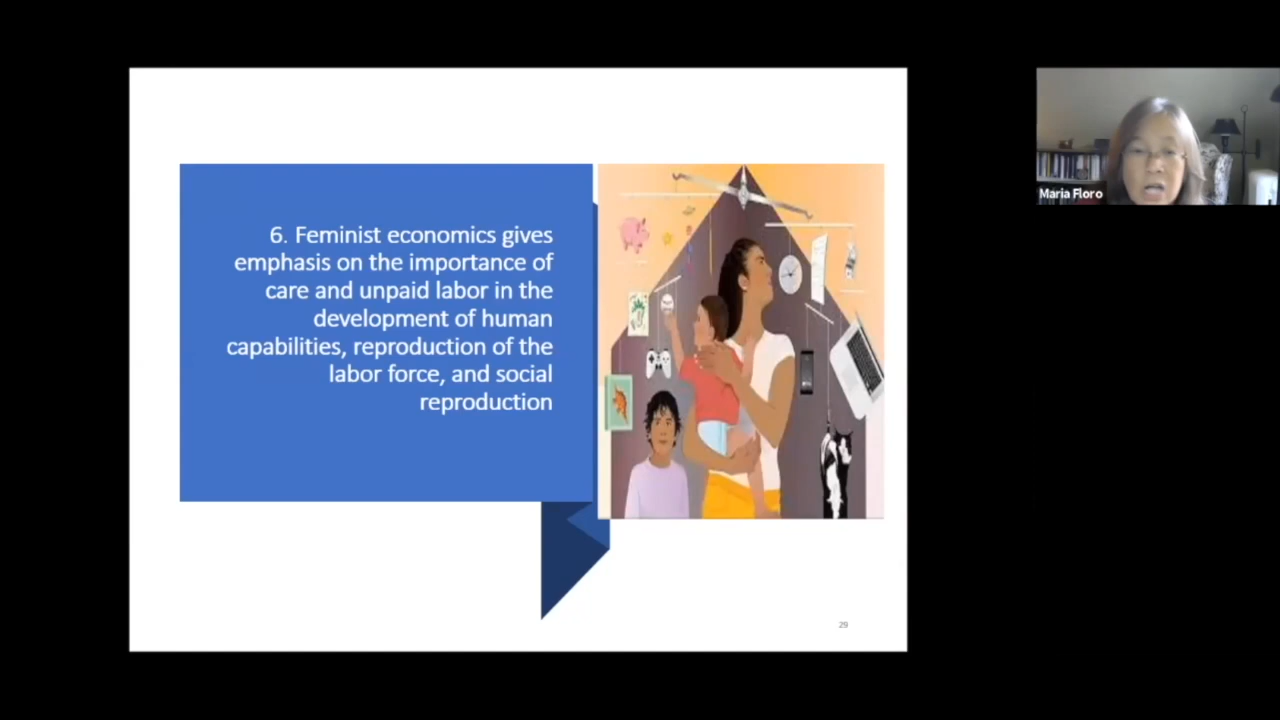 6. Feminist economics gives
emphasis on the importance of
care and unpaid labor in the
development of human
capabilities, reproduction of the
labor force, and social
reproduction
29
Maria Floro